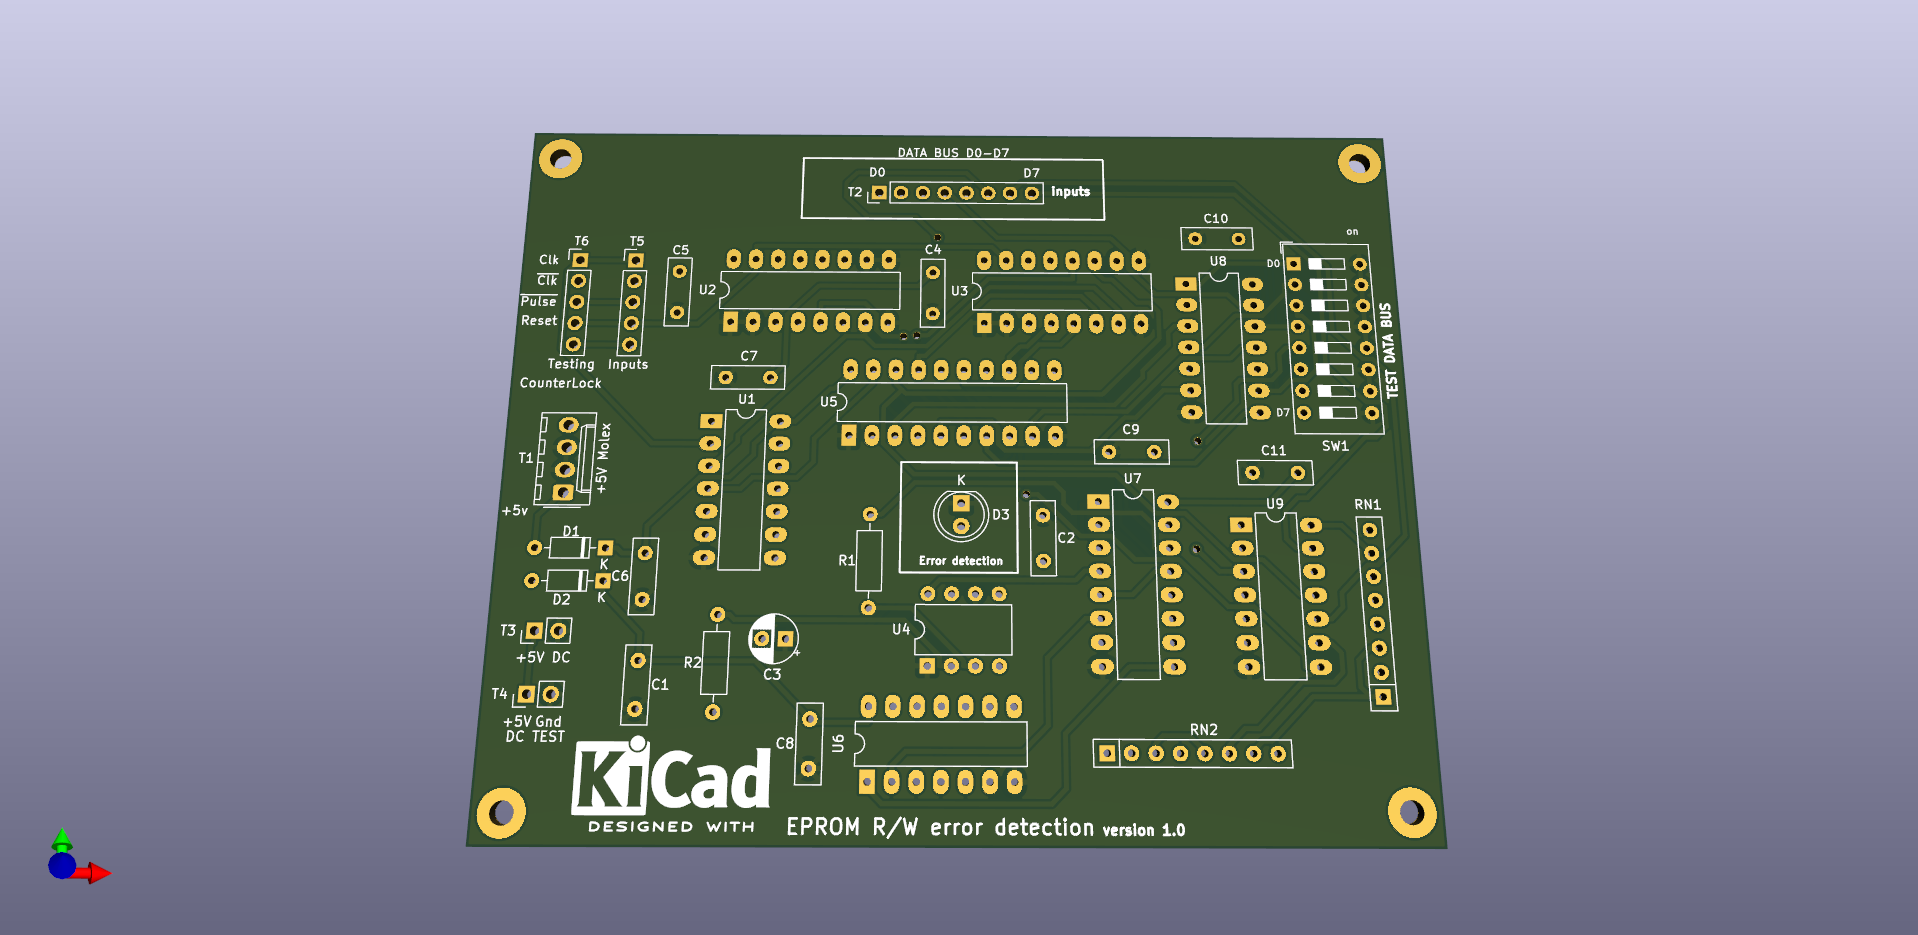 DATA BUS D0-D7
D0 D7
T2 inputs
C10
on
T6 T5 C5 C4
Clk
U8
D0
Clk
U2 U3
Pulse
Reset
Testing Inputs
CounterLock
C7
TEST DATA BUS
U1
U5
D7
SW1
T1 +5V Molex
+5v
C9
C11
K
U7
D3
U9
RN1
D1
K
C6
D2
K
R1
C2
Error detection
T3
+5V DC
U4
R2
C3
+
C1
T4
+5V Gnd
DC TEST
C8 U6
RN2
KiCad
DESIGNED WITH
EPROM R/W error detection version 1.0